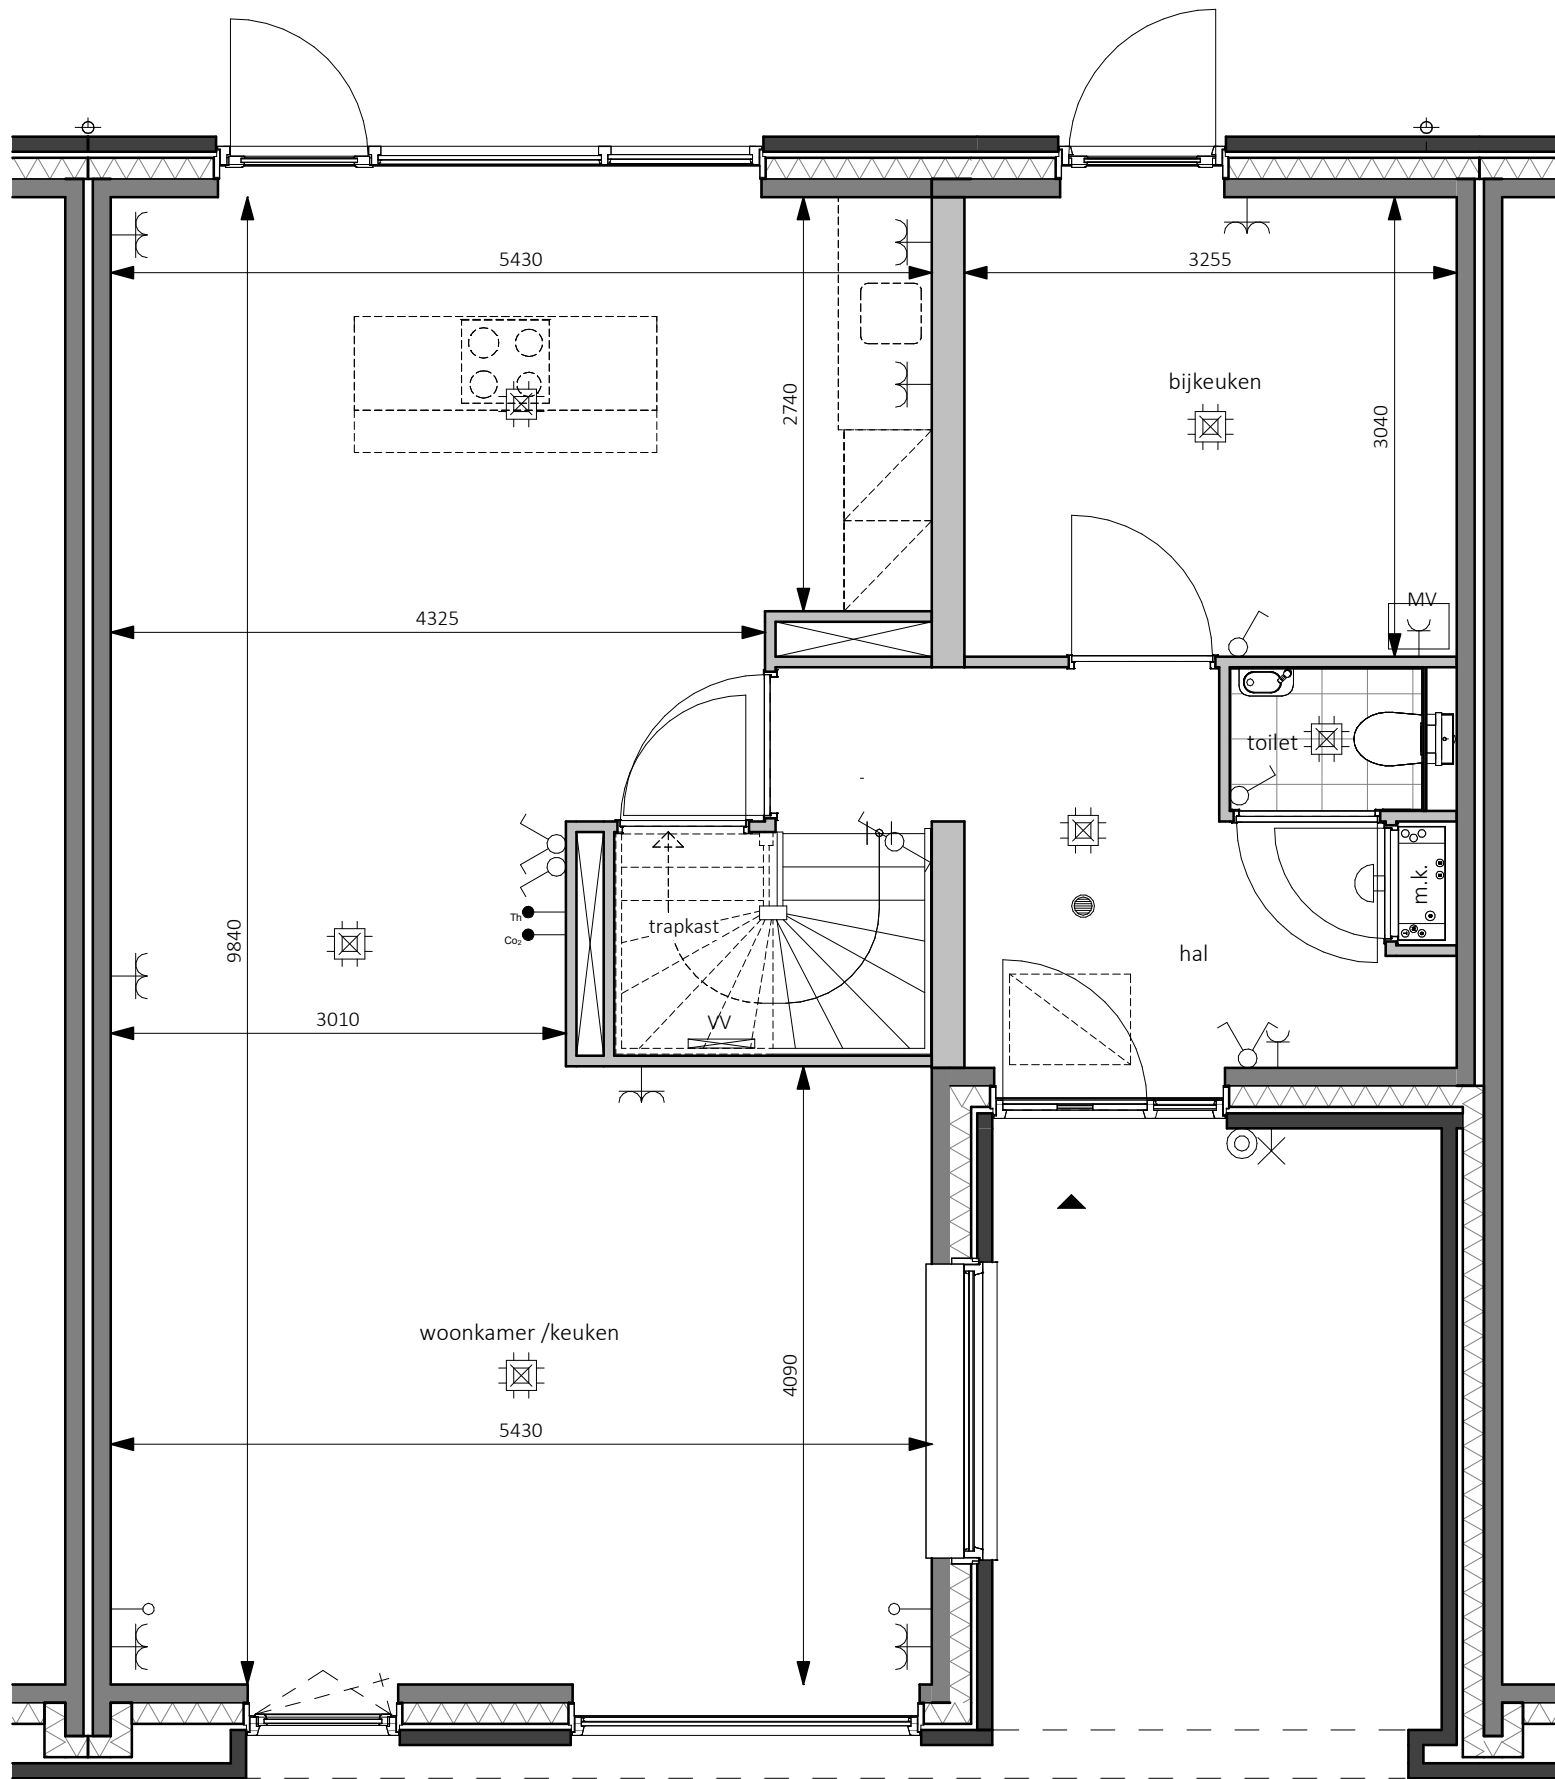 5430
3255
bijkeuken
2740
3040
4325
MV
toilet
m.k.
trapkast
Th
Co₂
9840
hal
3010
VV
woonkamer /keuken
4090
5430